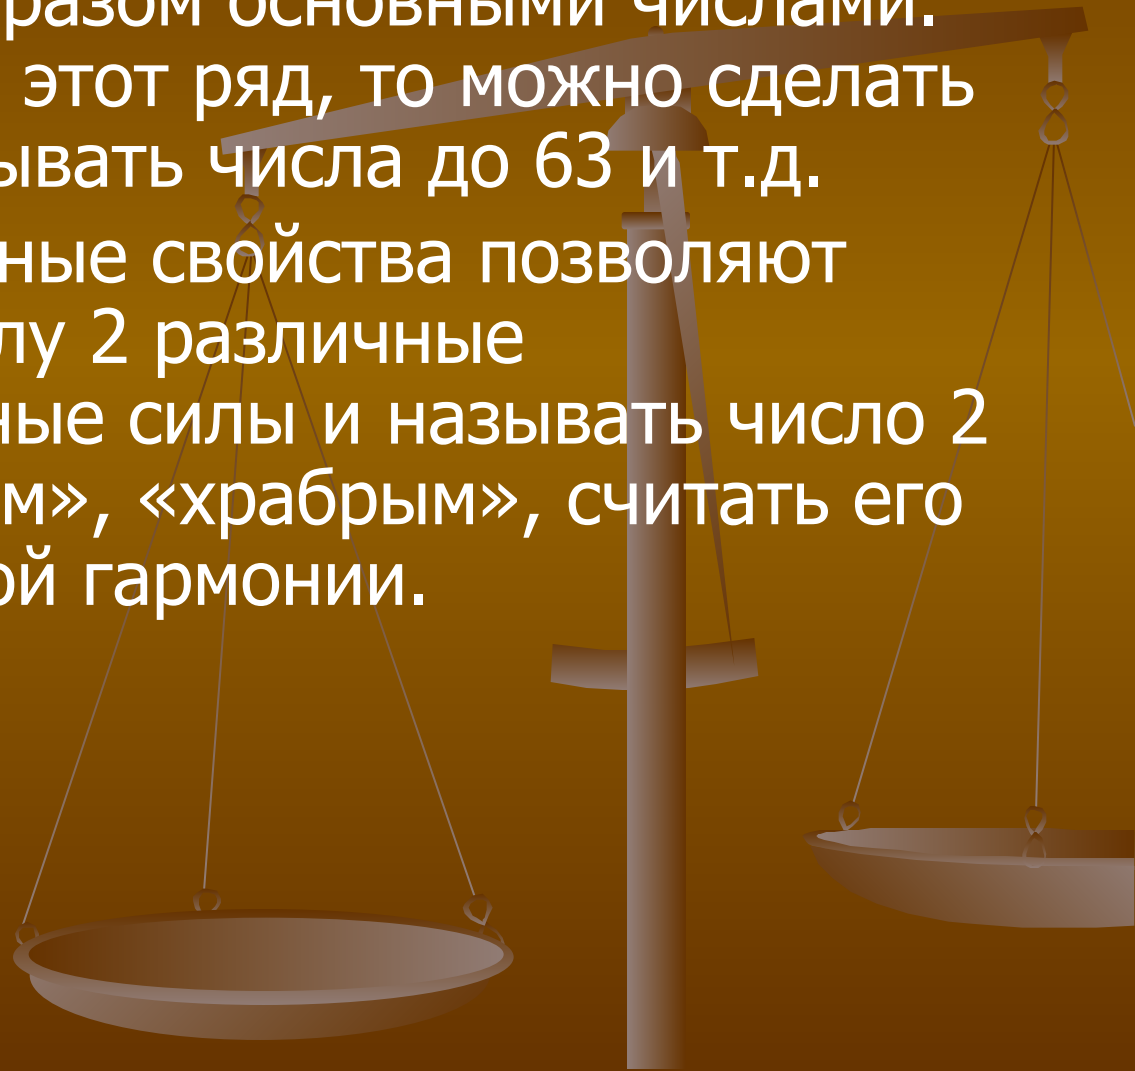 разом основными числами.
этот ряд, то можно сделать
ывать числа до 63 и т.д.
ные свойства позволяют
лу 2 различные
ные силы и называть число 2
м», «храбрым», считать его
ой гармонии.